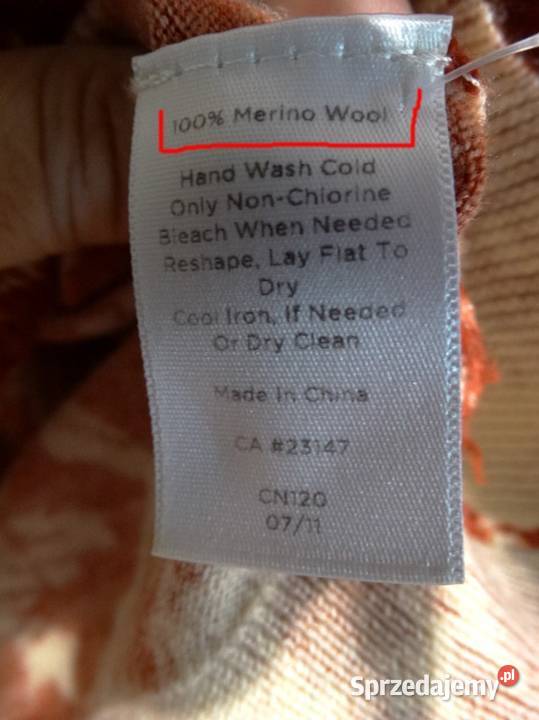 100% Merino Wool
Hand Wash Cold
Only Non-Chlorine
Bleach When Needed
Reshape, Lay Flat To
Dry
Cool Iron, If Needed
Or Dry Clean
Made In China
CA #23147
CN120
07/11
Sprzedajemy.pl